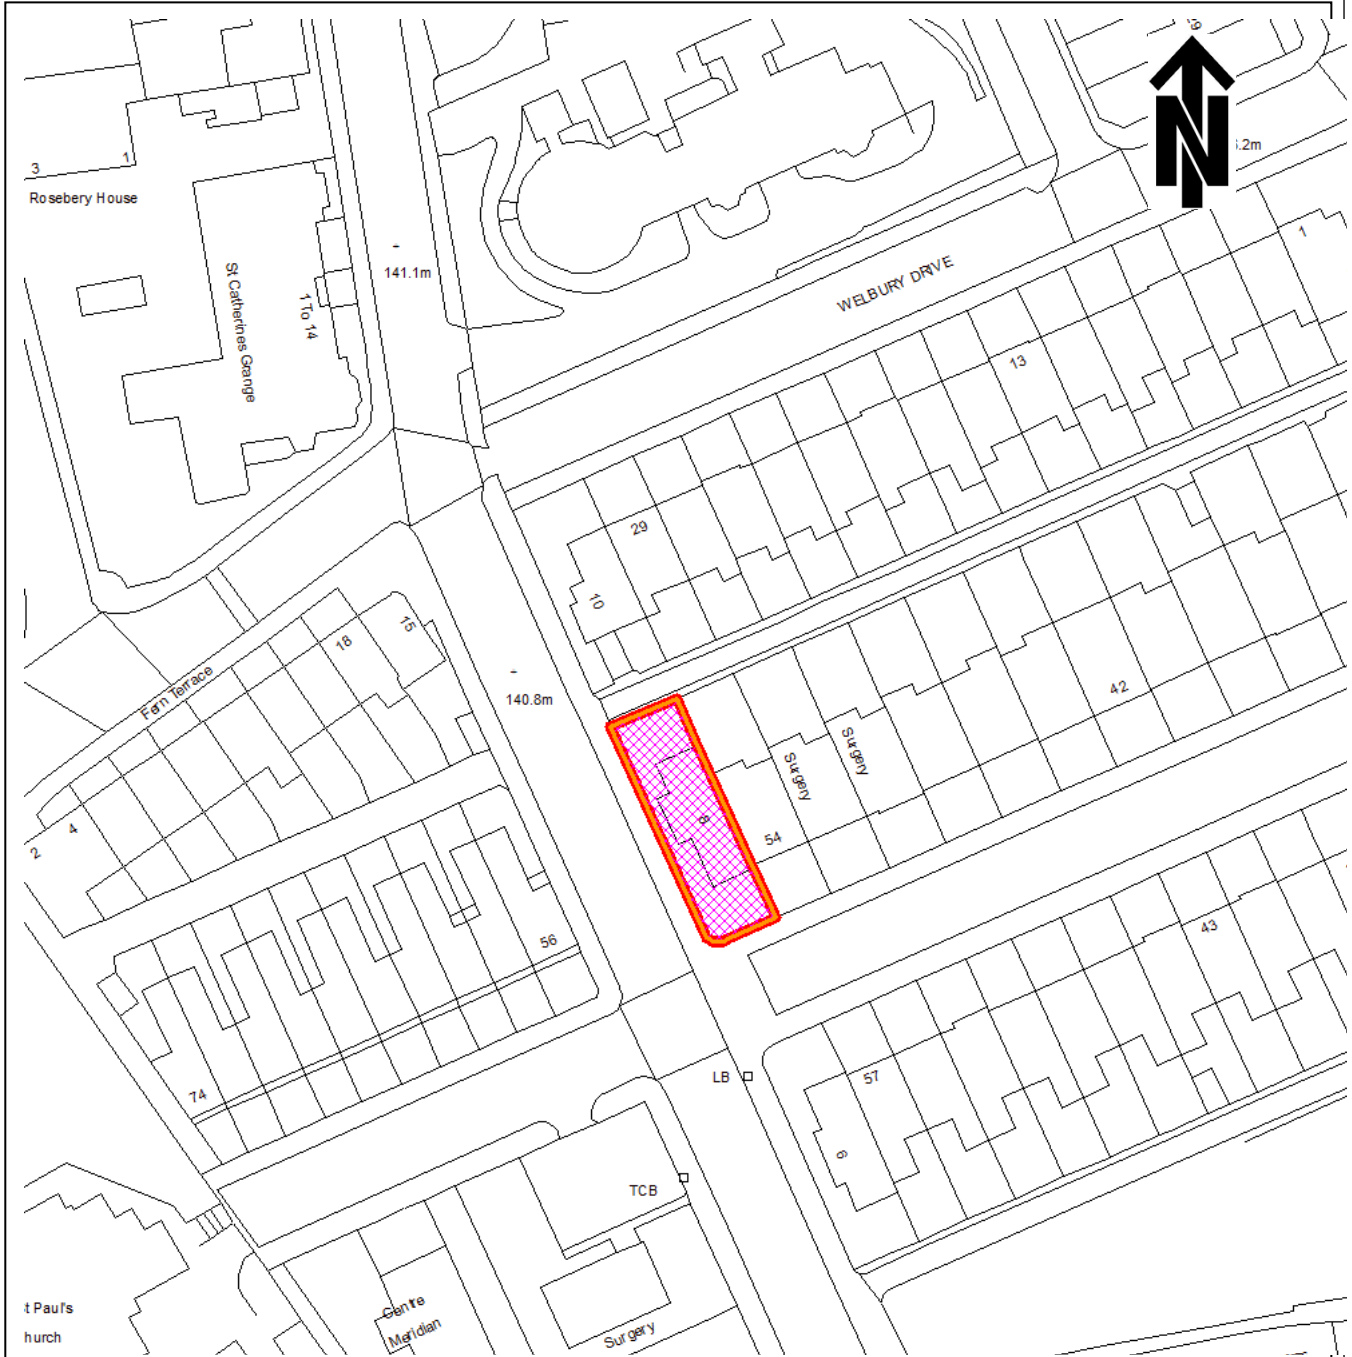 N
3
1
Rosebery House
St Catherines Grange
1 To 14
141.1m
WELBURY DRIVE
1
13
29
10
18
15
Fern Terrace
140.8m
42
Surgery
Surgery
8
54
4
2
43
56
57
74
LB
6
TCB
t Paul's
hurch
Centre
Meridian
Surgery